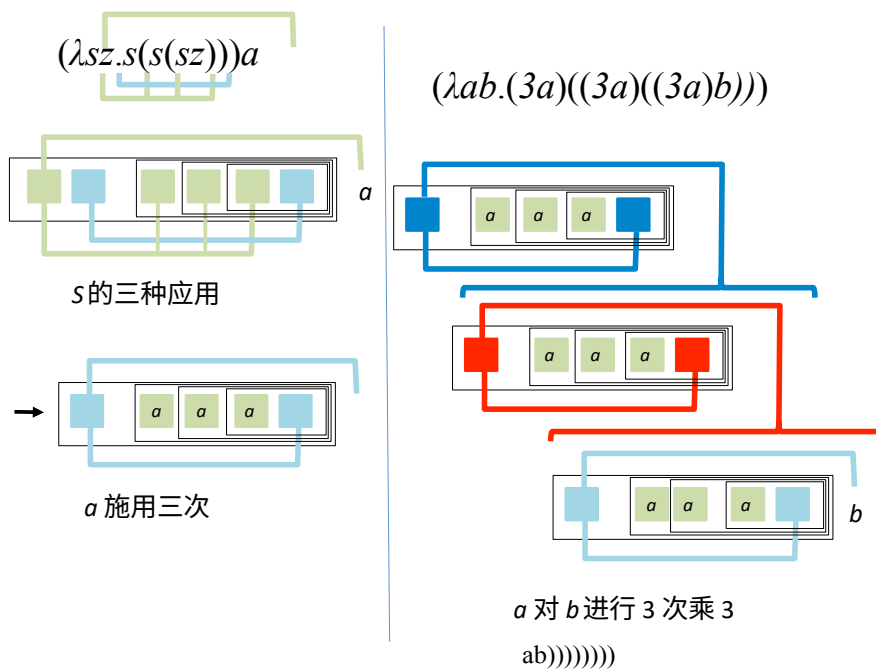 (λsz.s(s(sz)))a
a
S的三种应用
a a a
a 施用三次
(λab.(3a)((3a)((3a)b)))
a a a
a a a
a a a
b
a 对 b 进行 3 次乘 3
ab))))))))